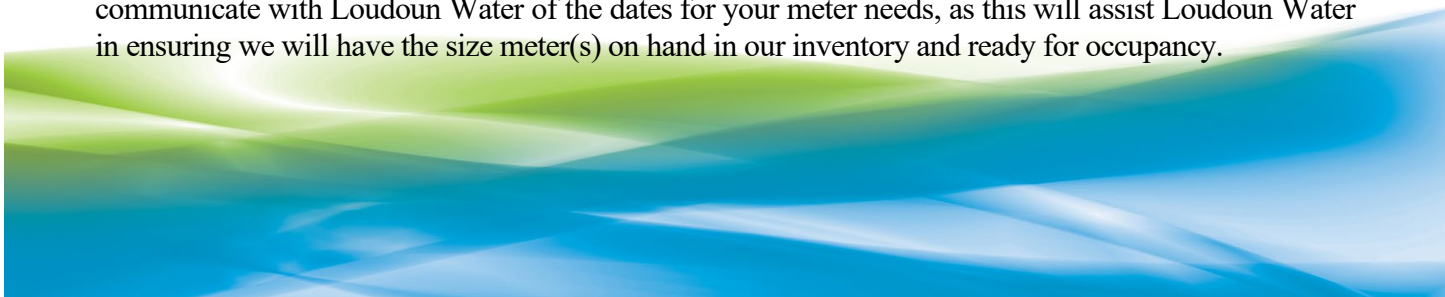 communicate with Loudoun Water of the dates for your meter needs, as this will assist Loudoun Water
in ensuring we will have the size meter(s) on hand in our inventory and ready for occupancy.